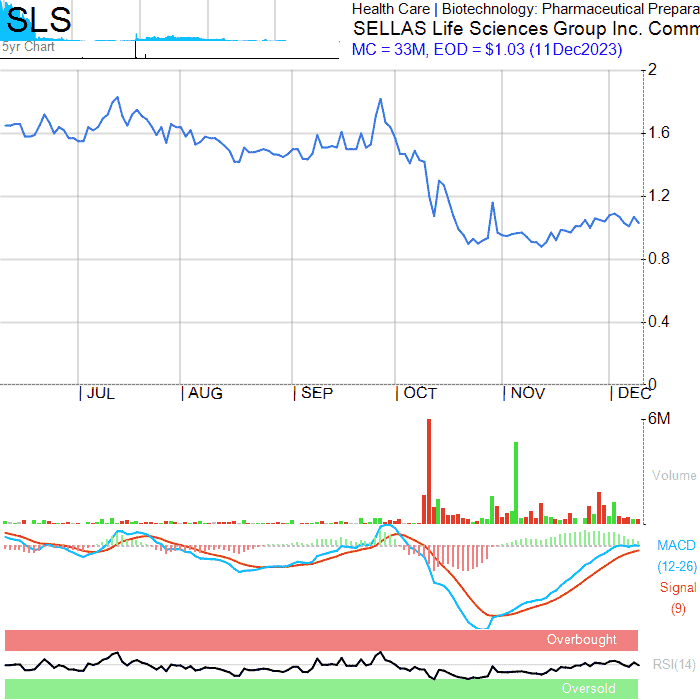 SLS
5yr Chart
Health Care | Biotechnology: Pharmaceutical Prepara
SELLAS Life Sciences Group Inc. Comm
MC = 33M, EOD = $1.03 (11Dec2023)
2
1.6
1.2
0.8
0.4
0
| JUL | AUG | SEP | OCT | NOV | DEC
6M
Volume
MACD
(12-26)
Signal
(9)
Overbought
RSI(14)
Oversold